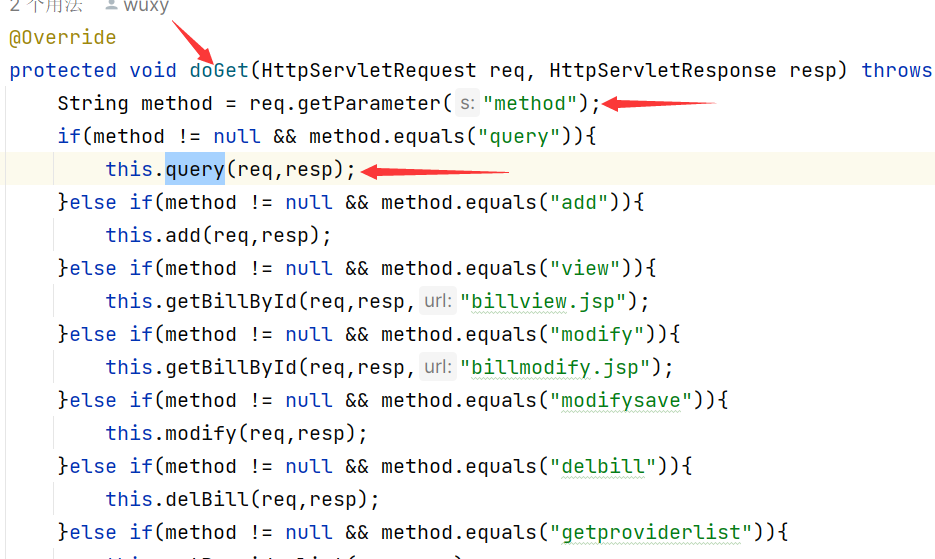 2 个用法 wuxy
@Override
protected void doGet(HttpServletRequest req, HttpServletResponse resp) throws
String method = req.getParameter( s: "method");
if(method != null && method.equals("query")){
this.query(req,resp);
}else if(method != null && method.equals("add")){
this.add(req,resp);
}else if(method != null && method.equals("view")){
this.getBillById(req,resp, url: "billview.jsp");
}else if(method != null && method.equals("modify")){
this.getBillById(req,resp, url: "billmodify.jsp");
}else if(method != null && method.equals("modifysave")){
this.modify(req,resp);
}else if(method != null && method.equals("delbill")){
this.delBill(req,resp);
}else if(method != null && method.equals("getproviderlist")){